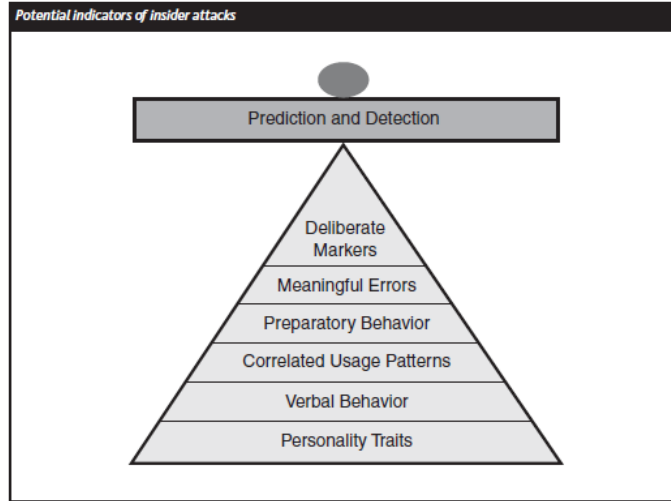 Potential indicators of insider attacks
Prediction and Detection
Deliberate
Markers
Meaningful Errors
Preparatory Behavior
Correlated Usage Patterns
Verbal Behavior
Personality Traits